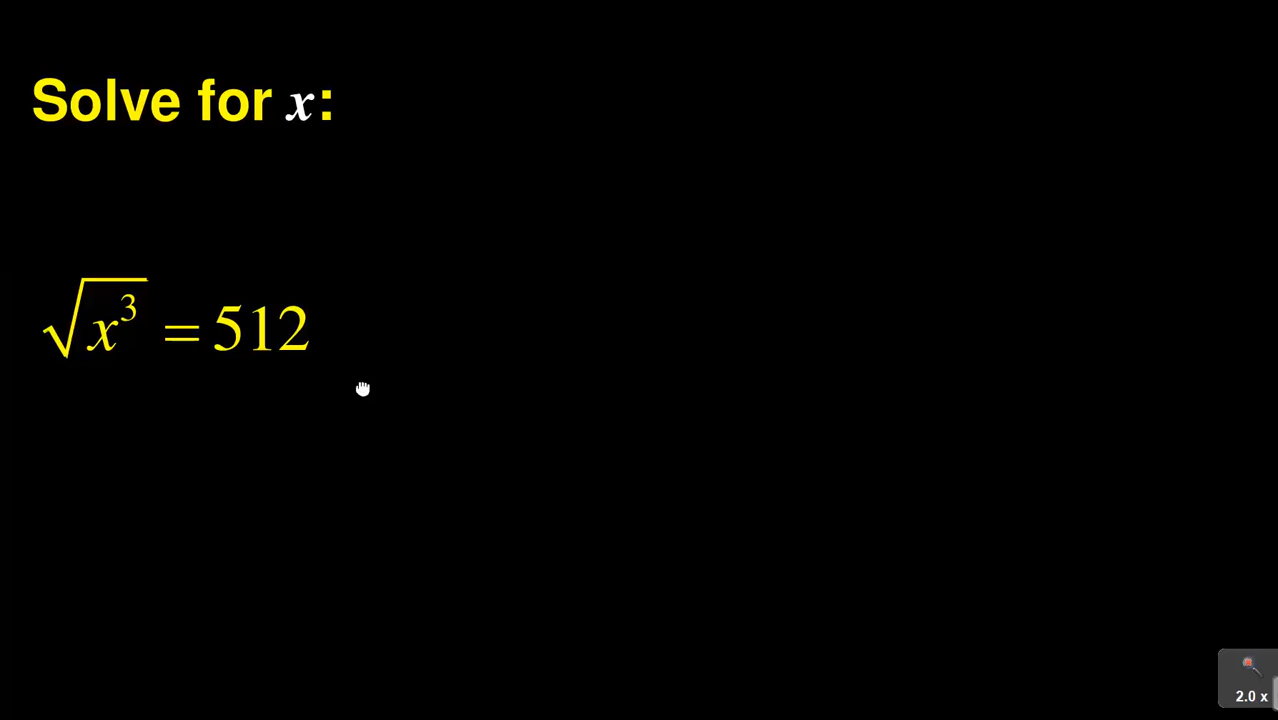 Solve for x:
√x³ = 512
2.0 x